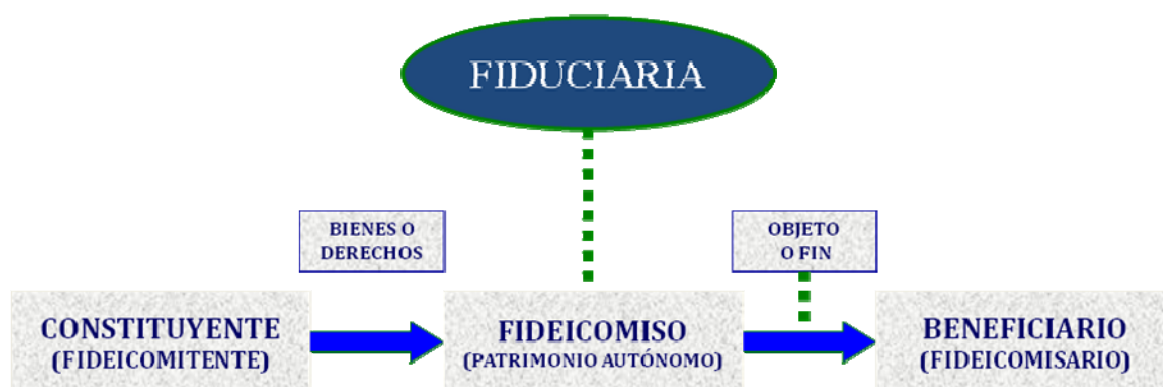 FIDUCIARIA
BIENES O
DERECHOS
OBJETO
O FIN
CONSTITUYENTE
(FIDEICOMITENTE)
FIDEICOMISO
(PATRIMONIO AUTÓNOMO)
BENEFICIARIO
(FIDEICOMISARIO)